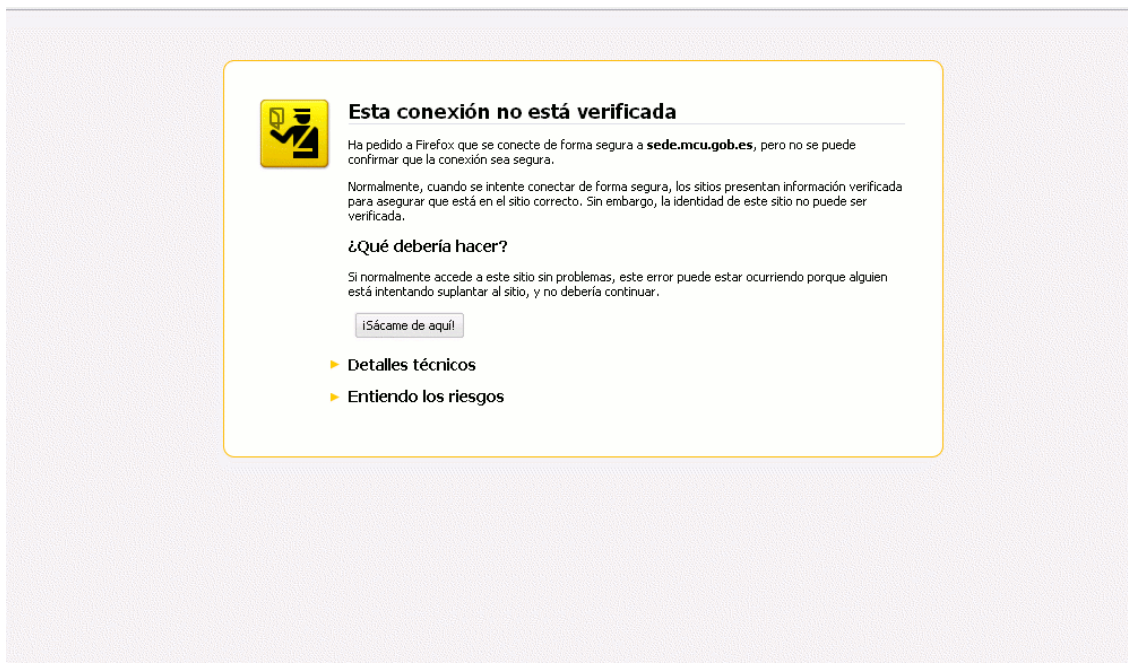 Esta conexión no está verificada
Ha pedido a Firefox que se conecte de forma segura a sede.mcu.gob.es, pero no se puede
confirmar que la conexión sea segura.
Normalmente, cuando se intente conectar de forma segura, los sitios presentan información verificada
para asegurar que está en el sitio correcto. Sin embargo, la identidad de este sitio no puede ser
verificada.
¿Qué debería hacer?
Si normalmente accede a este sitio sin problemas, este error puede estar ocurriendo porque alguien
está intentando suplantar al sitio, y no debería continuar.
¡Sácame de aquí!
Detalles técnicos
Entiendo los riesgos